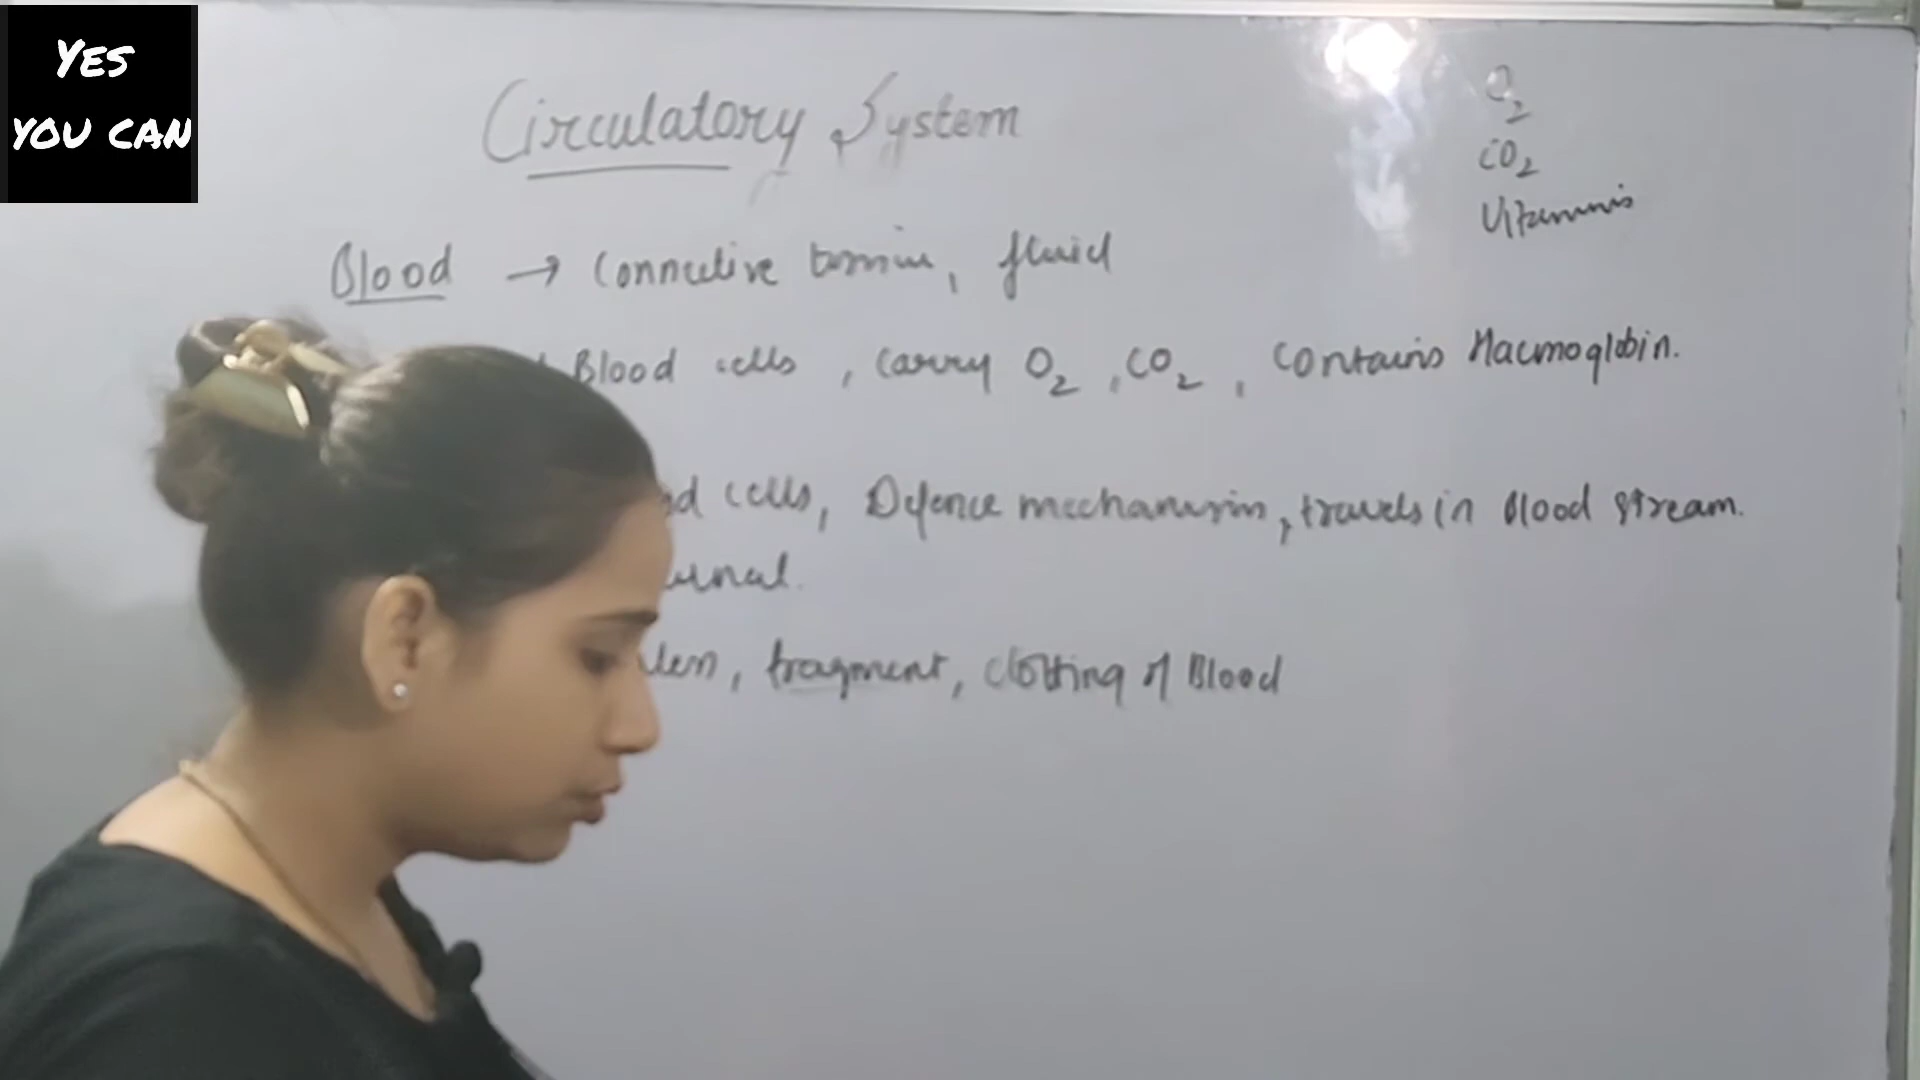 YES
YOU CAN
Circulatory System
O2
CO2
Vitaminis
Blood → Connective tissue, fluid
Blood cells, carry O2, CO2, contains Haemoglobin.
cells, Defence mechanism, travels in Blood stream.
fragment, clotting of Blood